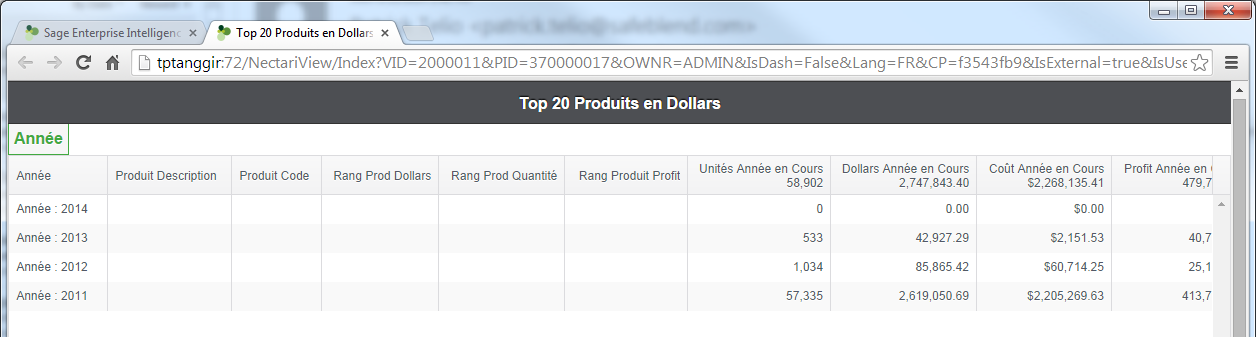 <patrick.tello@safeblend.com>
Sage Enterprise Intelligenc
Top 20 Produits en Dollars
tptanggir:72/NectariView/Index?VID=2000011&PID=370000017&OWNR=ADMIN&IsDash=False&Lang=FR&CP=f3543fb9&IsExternal=true&IsUse
Top 20 Produits en Dollars
Année
Année Produit Description Produit Code Rang Prod Dollars Rang Prod Quantité Rang Produit Profit Unités Année en Cours Dollars Année en Cours Coût Année en Cours Profit Année en C
58,902 2,747,843.40 $2,268,135.41 479,7
Année : 2014 0 0.00 $0.00
Année : 2013 533 42,927.29 $2,151.53 40,7
Année : 2012 1,034 85,865.42 $60,714.25 25,1
Année : 2011 57,335 2,619,050.69 $2,205,269.63 413,7